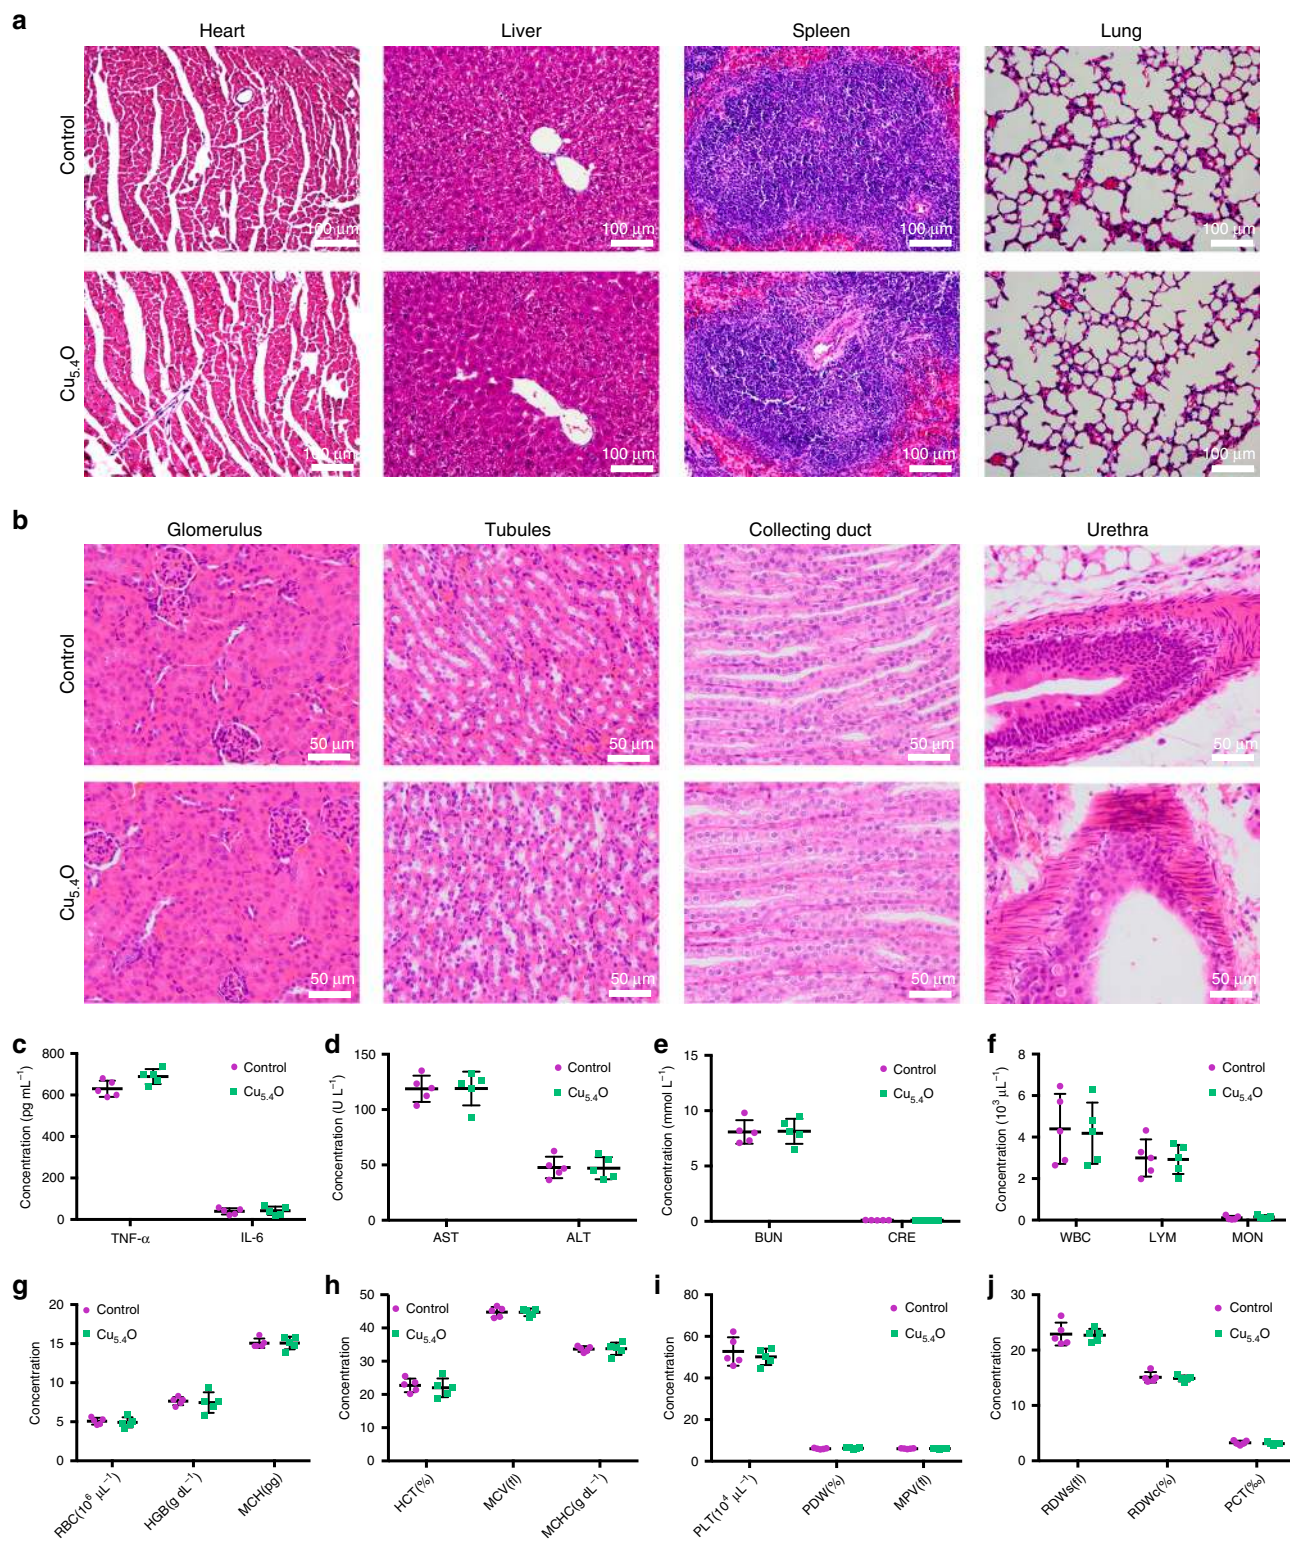 a
Heart Liver Spleen Lung
Control
100 μm 100 μm 100 μm 100 μm
Cu5.4O
100 μm 100 μm 100 μm 100 μm
b
Glomerulus Tubules Collecting duct Urethra
Control
50 μm 50 μm 50 μm 50 μm
Cu5.4O
50 μm 50 μm 50 μm 50 μm
c
Concentration (pg mL⁻¹)
800
600
400
200
0
Control
Cu5.4O
TNF-α IL-6
d
Concentration (U L⁻¹)
150
100
50
0
Control
Cu5.4O
AST ALT
e
Concentration (mmol L⁻¹)
15
10
5
0
Control
Cu5.4O
BUN CRE
f
Concentration (10³ μL⁻¹)
8
6
4
2
0
Control
Cu5.4O
WBC LYM MON
g
Concentration
20
15
10
5
0
Control
Cu5.4O
RBC(10⁶ μL⁻¹) HGB(g dL⁻¹) MCH(pg)
h
Concentration
50
40
30
20
10
0
Control
Cu5.4O
HCT(%) MCV(fl) MCHC(g dL⁻¹)
i
Concentration
80
60
40
20
0
Control
Cu5.4O
PLT(10⁴ μL⁻¹) PDW(%) MPV(fl)
j
Concentration
30
20
10
0
Control
Cu5.4O
RDWs(fl) RDWc(%) PCT(‰)